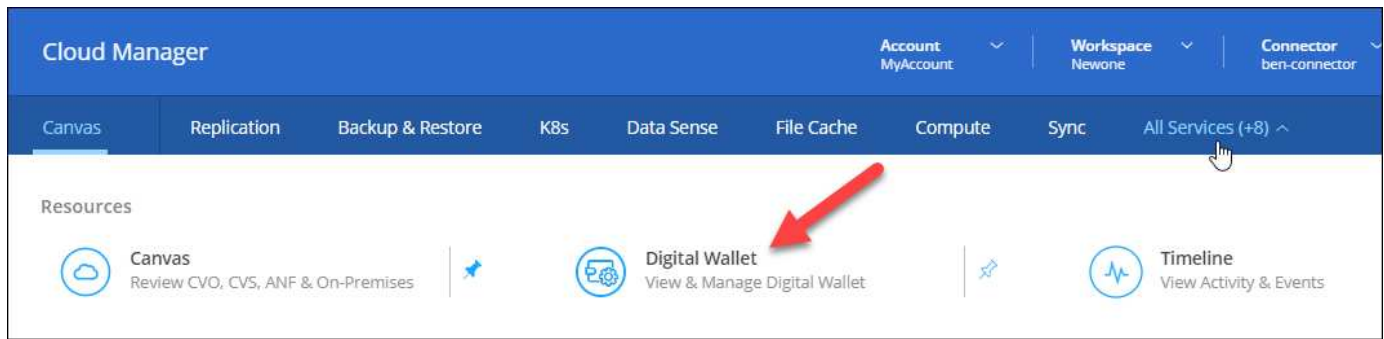 Cloud Manager
Account
MyAccount
Workspace
Newone
Connector
ben-connector
Canvas Replication Backup & Restore K8s Data Sense File Cache Compute Sync All Services (+8)
Resources
Canvas
Review CVO, CVS, ANF & On-Premises
Digital Wallet
View & Manage Digital Wallet
Timeline
View Activity & Events